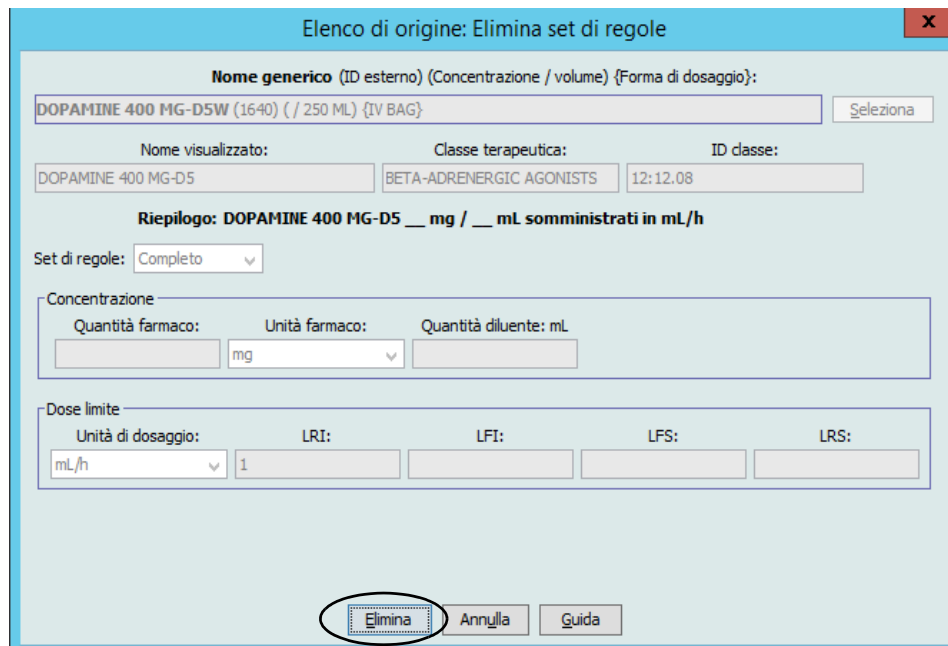 Elenco di origine: Elimina set di regole
x
Nome generico (ID esterno) (Concentrazione / volume) {Forma di dosaggio}:
DOPAMINE 400 MG-D5W (1640) ( / 250 ML) {IV BAG}
Seleziona
Nome visualizzato: Classe terapeutica: ID classe:
DOPAMINE 400 MG-D5 BETA-ADRENERGIC AGONISTS 12:12.08
Riepilogo: DOPAMINE 400 MG-D5 __ mg / __ mL somministrati in mL/h
Set di regole: Completo
Concentrazione
Quantità farmaco: Unità farmaco: Quantità diluente: mL
mg
Dose limite
Unità di dosaggio: LRI: LFI: LFS: LRS:
mL/h 1
Elimina Annulla Guida